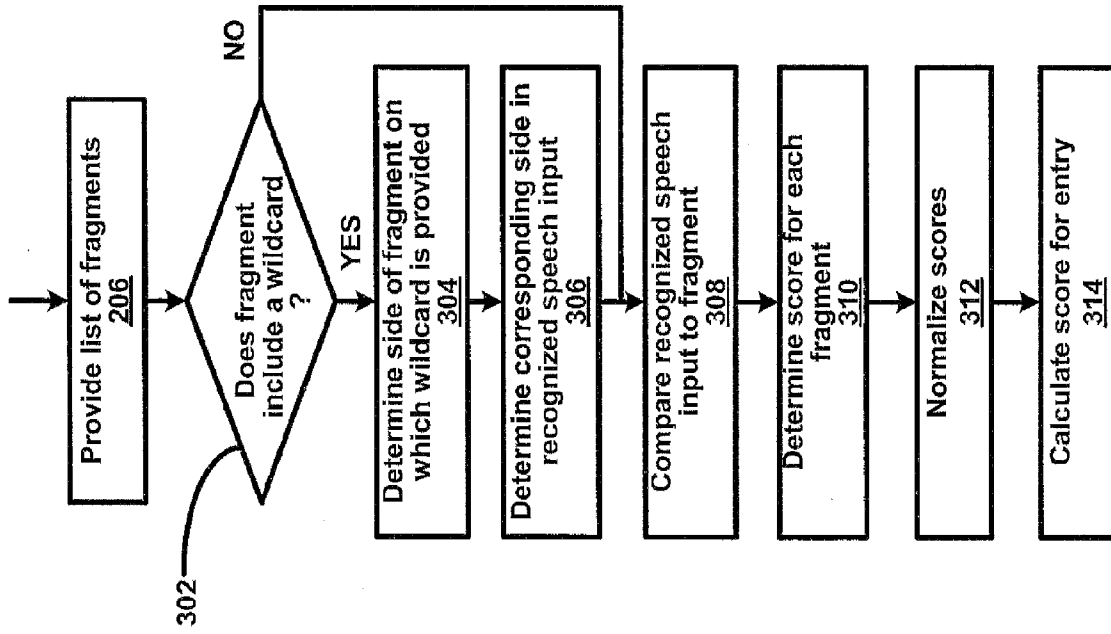 Provide list of fragments
206
Does fragment
include a wildcard
?
302
NO
YES
Determine side of fragment on
which wildcard is provided
304
Determine corresponding side in
recognized speech input
306
Compare recognized speech
input to fragment
308
Determine score for each
fragment
310
Normalize scores
312
Calculate score for entry
314